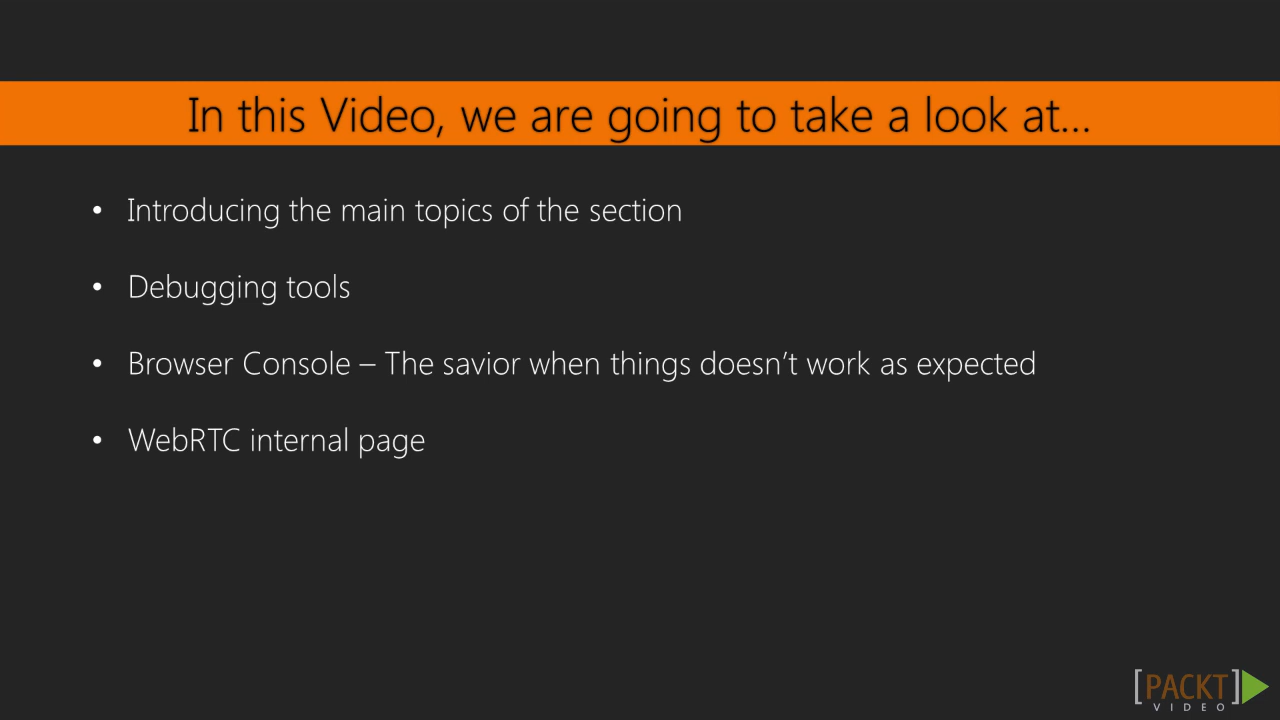 In this Video, we are going to take a look at...
• Introducing the main topics of the section
• Debugging tools
• Browser Console – The savior when things doesn't work as expected
• WebRTC internal page
[PACKT]
VIDEO